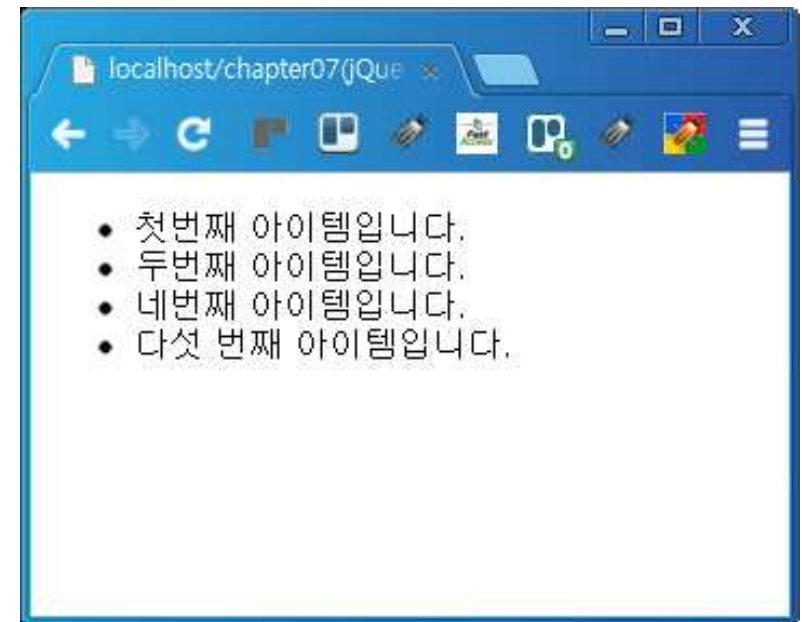 localhost/chapter07(jQue
첫번째 아이템입니다.
두번째 아이템입니다.
네번째 아이템입니다.
다섯 번째 아이템입니다.